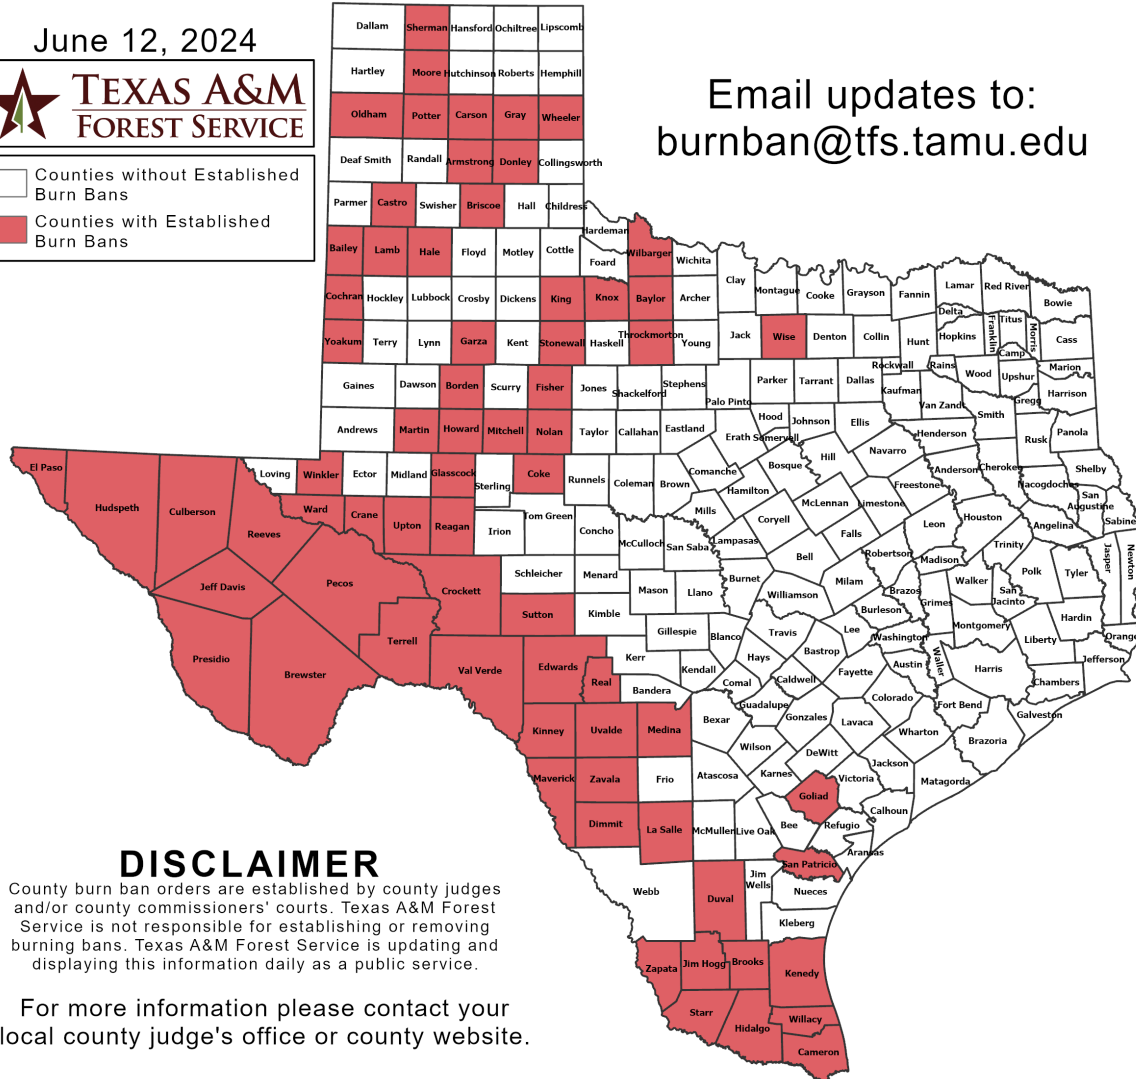 June 12, 2024
TEXAS A&M
FOREST SERVICE
Counties without Established
Burn Bans
Counties with Established
Burn Bans
Email updates to:
burnban@tfs.tamu.edu
Dallam Sherman Hansford Ochiltree Lipscomb
Hartley Moore Hutchinson Roberts Hemphill
Oldham Potter Carson Gray Wheeler
Deaf Smith Randall Armstrong Donley Collingsworth
Parmer Castro Swisher Briscoe Hall Childress
Hardeman
Bailey Lamb Hale Floyd Motley Cottle Foard Wilbarger Wichita
Clay Montague Cooke Grayson Fannin Lamar Red River Bowie
Cochran Hockley Lubbock Crosby Dickens King Knox Baylor Archer
Delta Franklin Titus Morris
Yoakum Terry Lynn Garza Kent Stonewall Haskell Throckmorton Young Jack Wise Denton Collin Hunt Hopkins Cass
Camp
Rockwall Rains Marion
Gaines Dawson Borden Scurry Fisher Jones Shackelford Stephens Palo Pinto Parker Tarrant Dallas Kaufman Van Zandt Wood Upshur Gregg Harrison
Andrews Martin Howard Mitchell Nolan Taylor Callahan Eastland Erath Hood Somervell Johnson Ellis Henderson Smith Rusk Panola
El Paso Loving Winkler Ector Midland Glasscock Sterling Coke Runnels Coleman Brown Comanche Bosque Hill Navarro Anderson Cherokee Nacogdoches Shelby
Hudspeth Culberson Reeves Ward Crane Upton Reagan Irion Tom Green Concho McCulloch San Saba Mills Hamilton Lampasas Coryell McLennan Limestone Freestone Leon Houston Angelina San
Augustine Sabine
Falls Bell Robertson Madison Trinity Jasper Newton
Jeff Davis Pecos Crockett Schleicher Menard Mason Llano Burnet Williamson Milam Brazos Grimes Walker San
Jacinto Polk Tyler
Terrell Sutton Kimble Gillespie Blanco Travis Lee Burleson Washington Montgomery Liberty Hardin Orange
Presidio Brewster Val Verde Edwards Real Kerr Kendall Bandera Hays Comal Caldwell Bastrop Fayette Austin Waller Harris Chambers Jefferson
Kinney Uvalde Medina Bexar Guadalupe Gonzales Lavaca Colorado Wharton Fort Bend Brazoria Galveston
Maverick Zavala Frio Atascosa Wilson Karnes DeWitt Victoria Jackson Matagorda
Dimmit La Salle McMullen Live Oak Bee Goliad Refugio Calhoun
Aransas
San Patricio
Webb Duval Jim
Wells Nueces
Kleberg
Zapata Jim Hogg Brooks Kenedy
Starr Hidalgo Willacy
Cameron
DISCLAIMER
County burn ban orders are established by county judges
and/or county commissioners' courts. Texas A&M Forest
Service is not responsible for establishing or removing
burning bans. Texas A&M Forest Service is updating and
displaying this information daily as a public service.
For more information please contact your
local county judge's office or county website.